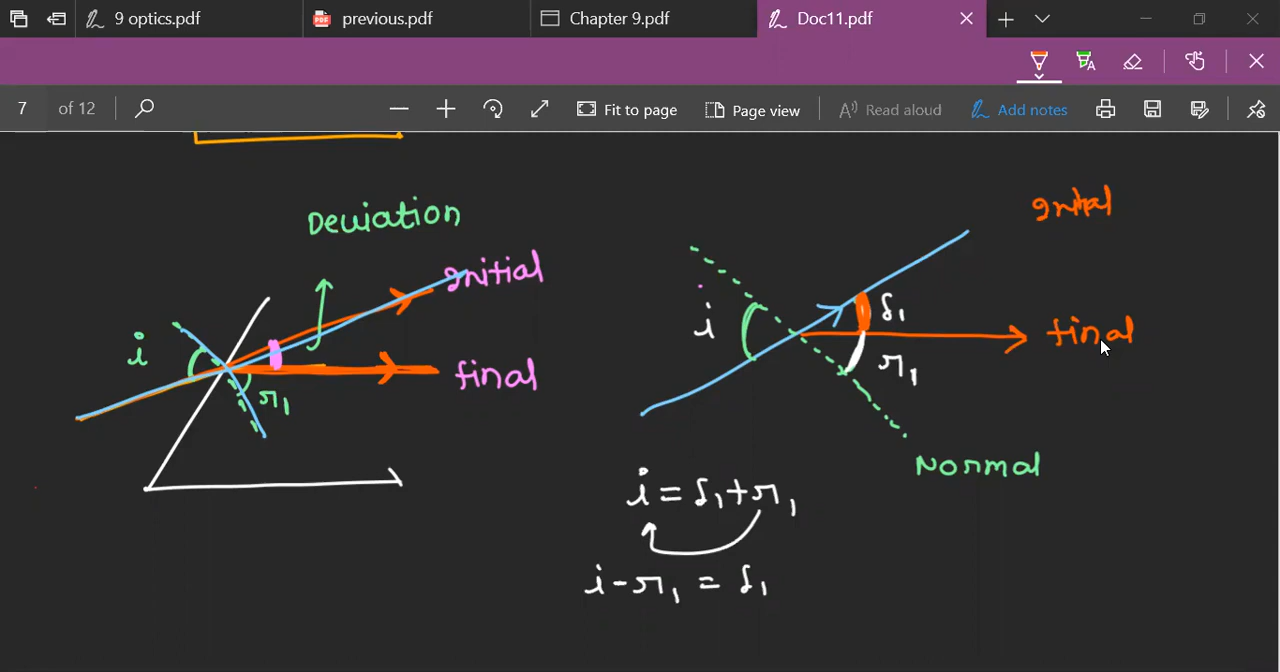 9 optics.pdf
previous.pdf
Chapter 9.pdf
Doc11.pdf
7 of 12
Fit to page
Page view
Read aloud
Add notes
Deviation
initial
i
final
r₁
initial
i
δ₁
final
r₁
Normal
i = δ₁ + r₁
i - r₁ = δ₁